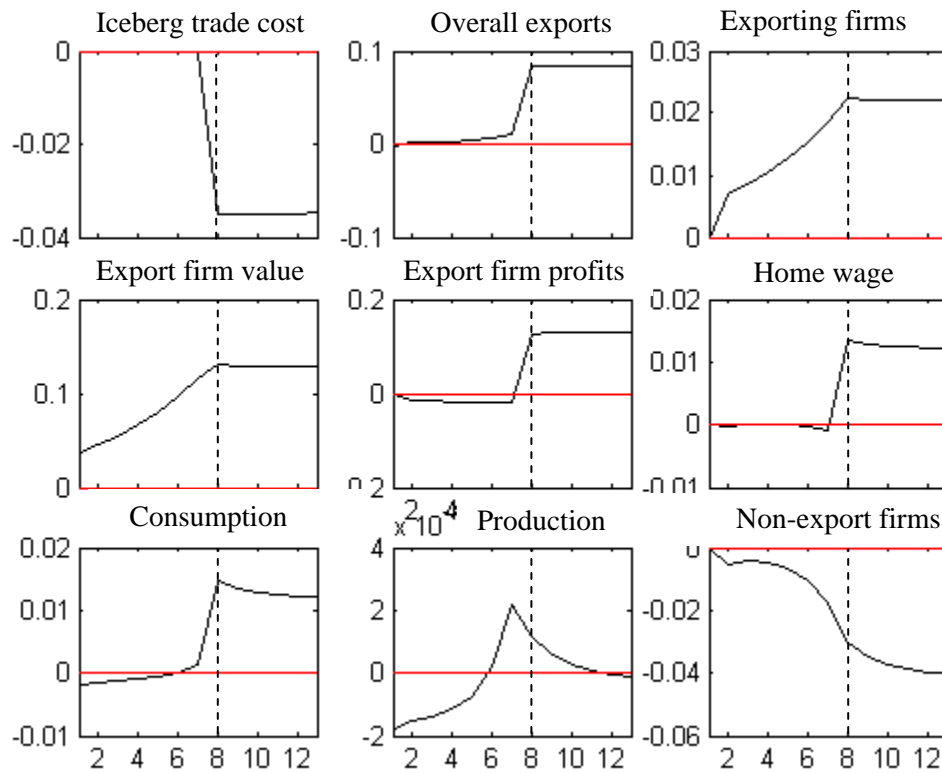 Iceberg trade cost
0
-0.02
-0.04
Overall exports
0.1
0
-0.1
Exporting firms
0.03
0.02
0.01
0
Export firm value
0.2
0.1
0
Export firm profits
0.2
0
Home wage
0.02
0.01
0
-0.01
Consumption
0.02
0.01
0
-0.01
2 4 6 8 10 12
Production
4
2
0
-2
2 4 6 8 10 12
Non-export firms
0
-0.02
-0.04
-0.06
2 4 6 8 10 12